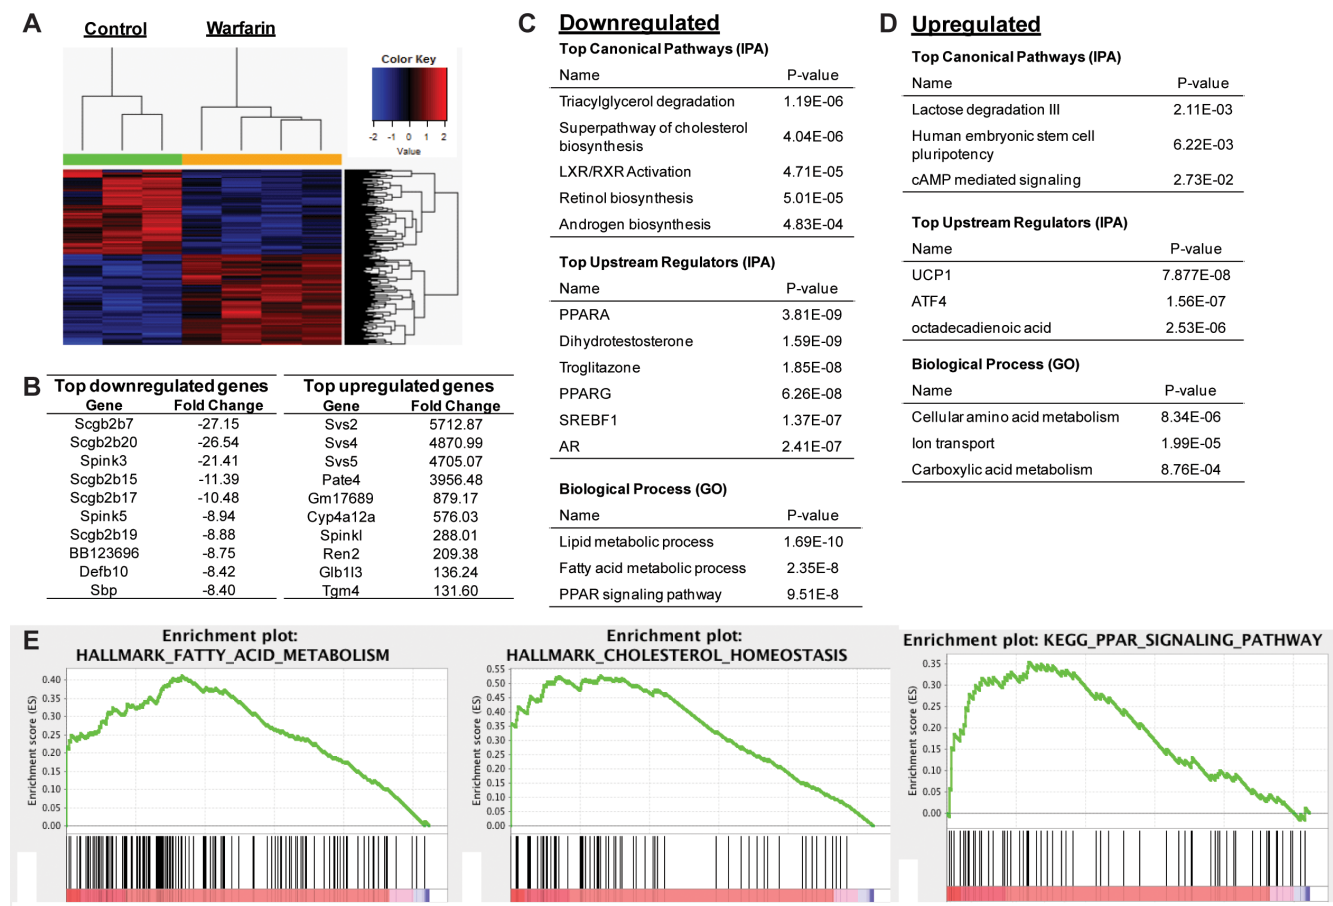 A
Control
Warfarin
Color Key
-2 -1 0 1 2
Value
B
Top downregulated genes
Gene Fold Change
Scgb2b7 -27.15
Scgb2b20 -26.54
Spink3 -21.41
Scgb2b15 -11.39
Scgb2b17 -10.48
Spink5 -8.94
Scgb2b19 -8.88
BB123696 -8.75
Defb10 -8.42
Sbp -8.40
Top upregulated genes
Gene Fold Change
Svs2 5712.87
Svs4 4870.99
Svs5 4705.07
Pate4 3956.48
Gm17689 879.17
Cyp4a12a 576.03
Spinkl 288.01
Ren2 209.38
Glb1l3 136.24
Tgm4 131.60
C
Downregulated
Top Canonical Pathways (IPA)
Name P-value
Triacylglycerol degradation 1.19E-06
Superpathway of cholesterol
biosynthesis 4.04E-06
LXR/RXR Activation 4.71E-05
Retinol biosynthesis 5.01E-05
Androgen biosynthesis 4.83E-04
Top Upstream Regulators (IPA)
Name P-value
PPARA 3.81E-09
Dihydrotestosterone 1.59E-09
Troglitazone 1.85E-08
PPARG 6.26E-08
SREBF1 1.37E-07
AR 2.41E-07
Biological Process (GO)
Name P-value
Lipid metabolic process 1.69E-10
Fatty acid metabolic process 2.35E-8
PPAR signaling pathway 9.51E-8
D
Upregulated
Top Canonical Pathways (IPA)
Name P-value
Lactose degradation III 2.11E-03
Human embryonic stem cell
pluripotency 6.22E-03
cAMP mediated signaling 2.73E-02
Top Upstream Regulators (IPA)
Name P-value
UCP1 7.877E-08
ATF4 1.56E-07
octadecadienoic acid 2.53E-06
Biological Process (GO)
Name P-value
Cellular amino acid metabolism 8.34E-06
Ion transport 1.99E-05
Carboxylic acid metabolism 8.76E-04
E
Enrichment plot:
HALLMARK_FATTY_ACID_METABOLISM
Enrichment score (ES)
0.40
0.35
0.30
0.25
0.20
0.15
0.10
0.05
0.00
Enrichment plot:
HALLMARK_CHOLESTEROL_HOMEOSTASIS
Enrichment score (ES)
0.55
0.50
0.45
0.40
0.35
0.30
0.25
0.20
0.15
0.10
0.05
0.00
Enrichment plot: KEGG_PPAR_SIGNALING_PATHWAY
Enrichment score (ES)
0.35
0.30
0.25
0.20
0.15
0.10
0.05
0.00